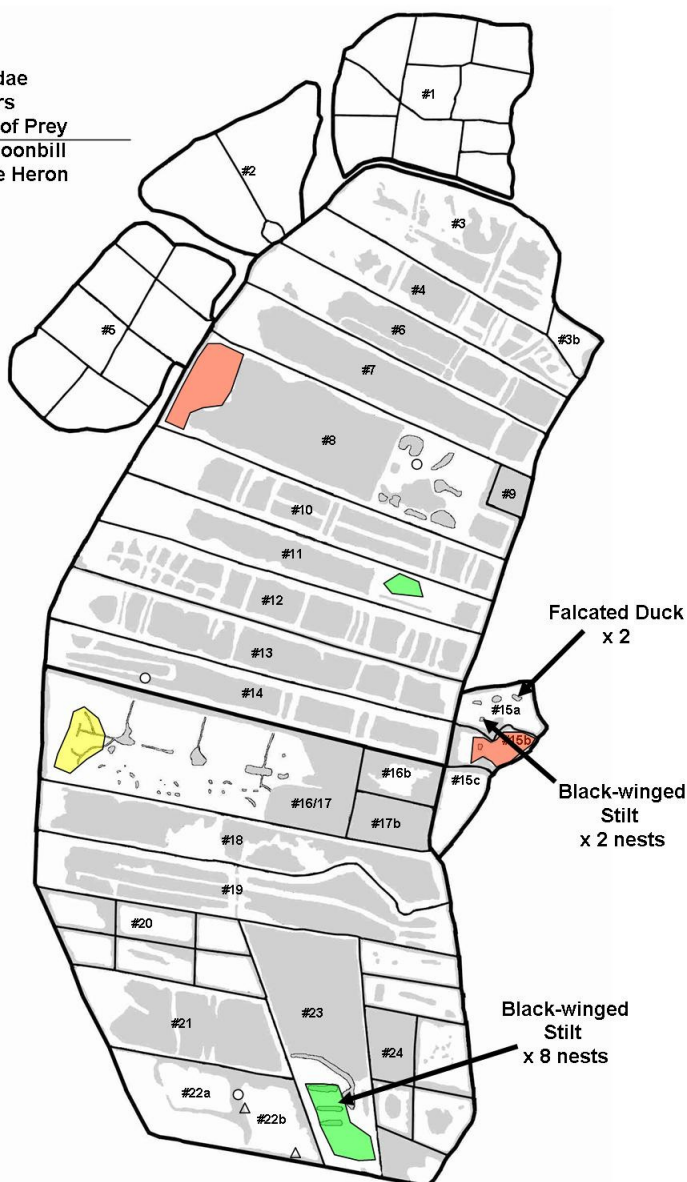 dae
rs
of Prey
oonbill
e Heron
#1
#2
#3
#4
#3b
#5
#6
#7
#8
#9
#10
#11
#12
#13
#14
Falcated Duck
x 2
#15a
#15b
#15c
Black-winged
Stilt
x 2 nests
#16b
#16/17
#17b
#18
#19
#20
#21
#23
#24
Black-winged
Stilt
x 8 nests
#22a
#22b